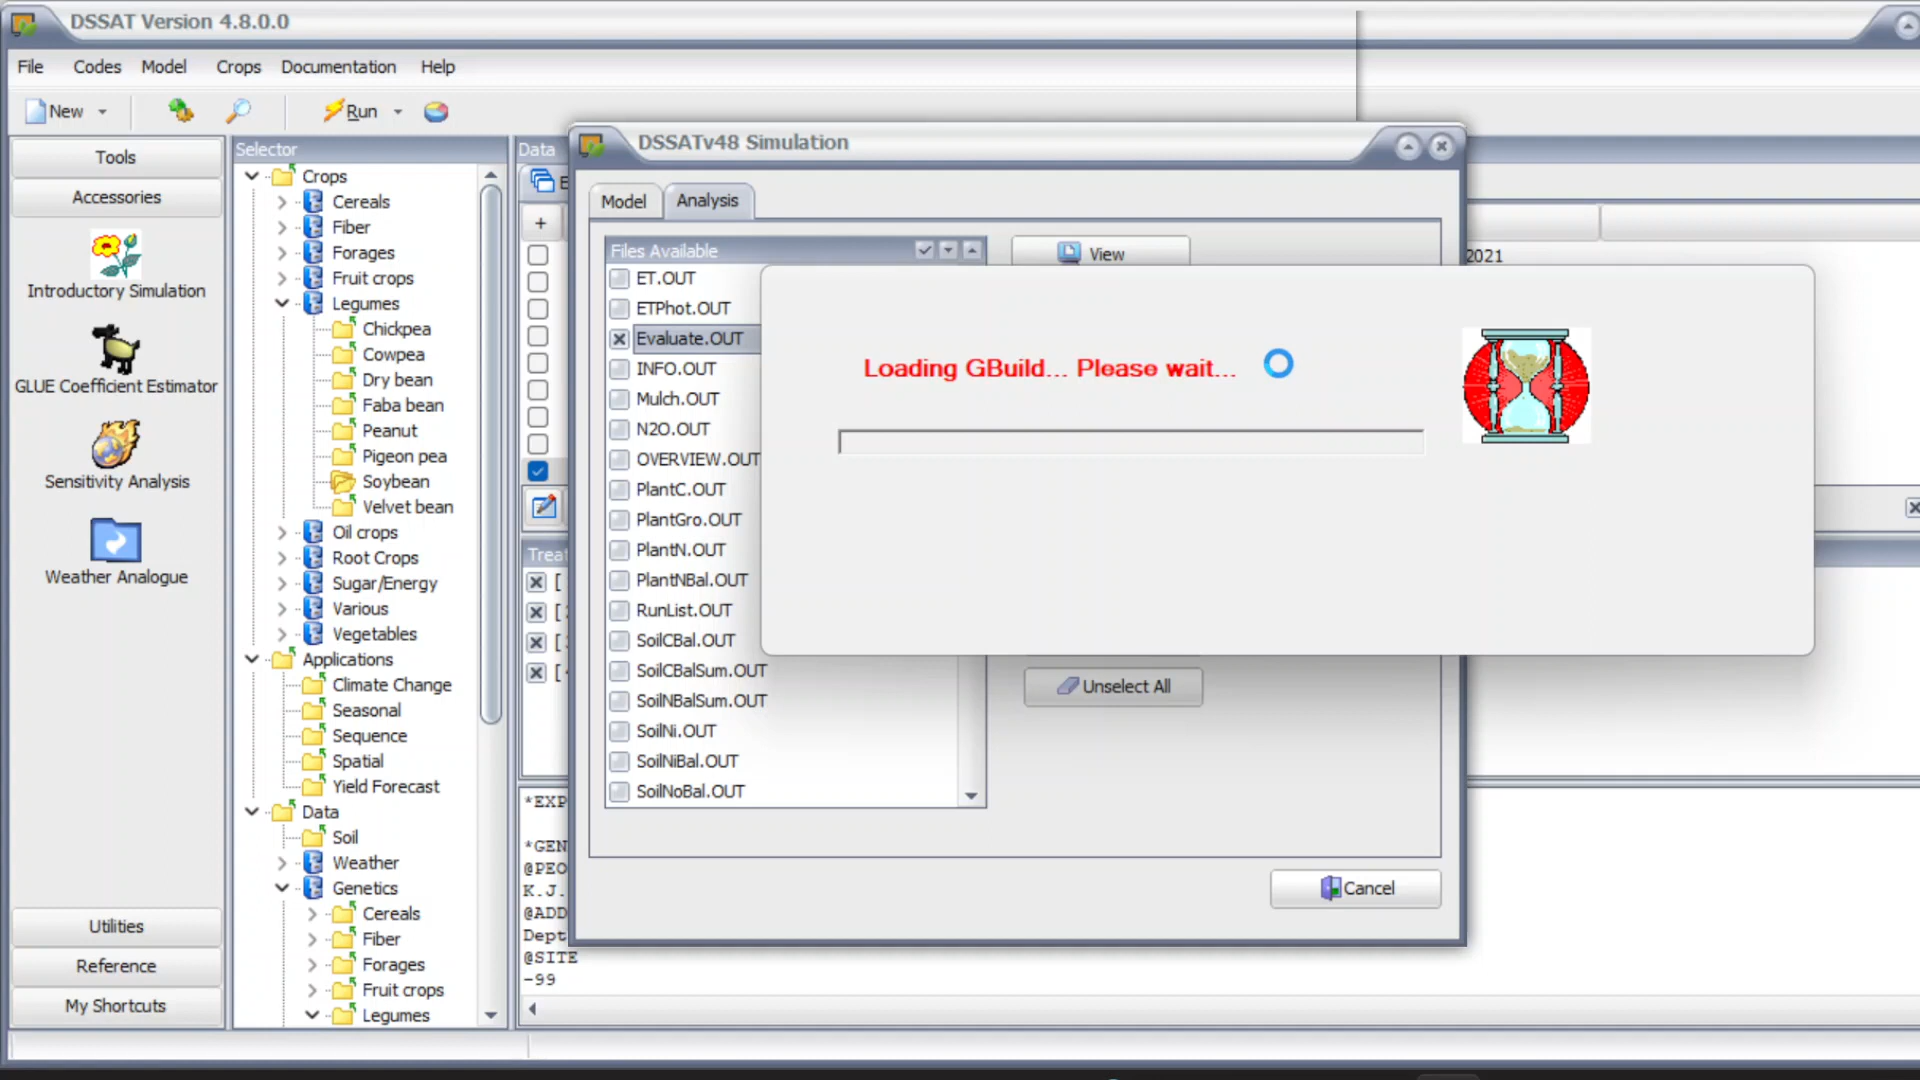 DSSAT Version 4.8.0.0
File Codes Model Crops Documentation Help
New Run
Tools
Accessories
Introductory Simulation
GLUE Coefficient Estimator
Sensitivity Analysis
Weather Analogue
Utilities
Reference
My Shortcuts
Selector
Crops
Cereals
Fiber
Forages
Fruit crops
Legumes
Chickpea
Cowpea
Dry bean
Faba bean
Peanut
Pigeon pea
Soybean
Velvet bean
Oil crops
Root Crops
Sugar/Energy
Various
Vegetables
Applications
Climate Change
Seasonal
Sequence
Spatial
Yield Forecast
Data
Soil
Weather
Genetics
Cereals
Fiber
Forages
Fruit crops
Legumes
Data
E
+
Treat
[
[
[
[
*EXP
*GEN
@PEO
K.J.
@ADD
Dept
@SITE
-99
2021
DSSATv48 Simulation
Model Analysis
Files Available
ET.OUT
ETPhot.OUT
Evaluate.OUT
INFO.OUT
Mulch.OUT
N2O.OUT
OVERVIEW.OUT
PlantC.OUT
PlantGro.OUT
PlantN.OUT
PlantNBal.OUT
RunList.OUT
SoilCBal.OUT
SoilCBalSum.OUT
SoilNBalSum.OUT
SoilNi.OUT
SoilNiBal.OUT
SoilNoBal.OUT
View
Loading GBuild... Please wait...
Unselect All
Cancel